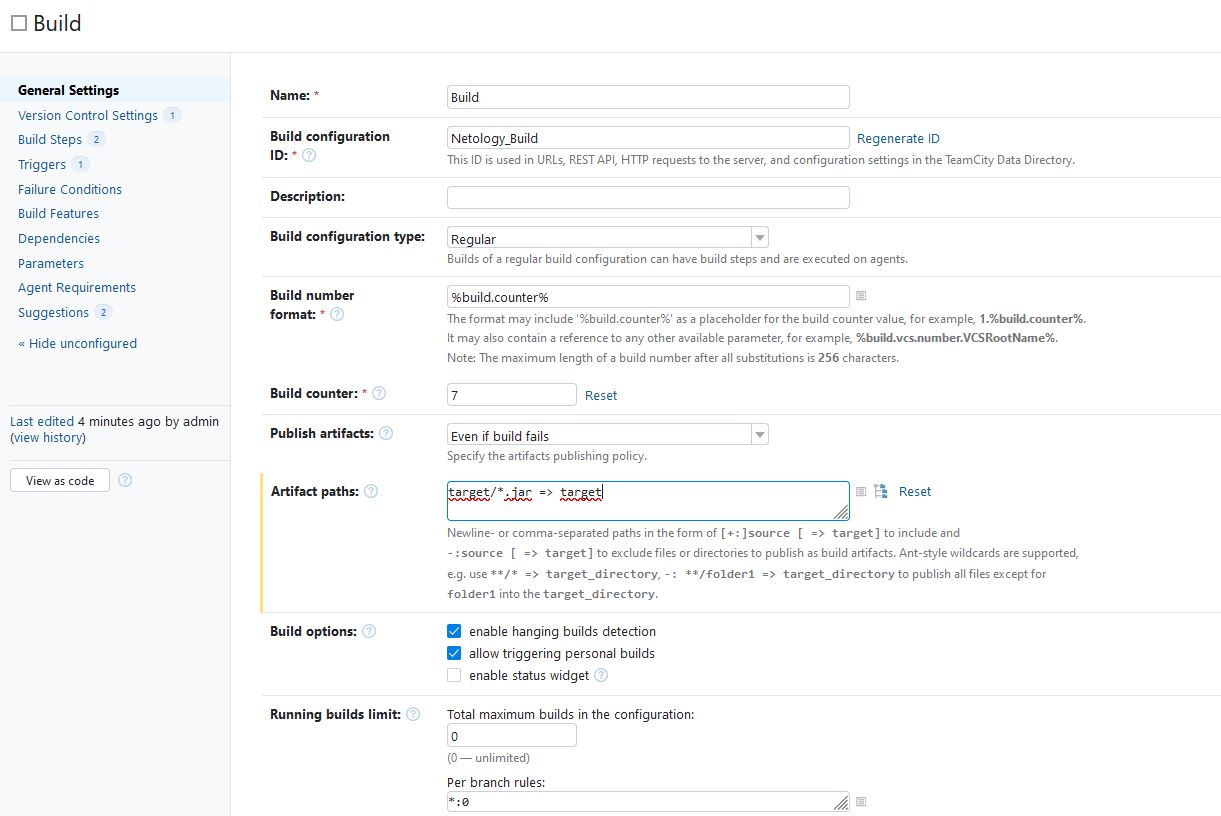 Build
General Settings
Version Control Settings 1
Build Steps 2
Triggers 1
Failure Conditions
Build Features
Dependencies
Parameters
Agent Requirements
Suggestions 2
« Hide unconfigured
Last edited 4 minutes ago by admin
(view history)
View as code ?
Name: *
Build
Build configuration
ID: * ?
Netology_Build
Regenerate ID
This ID is used in URLs, REST API, HTTP requests to the server, and configuration settings in the TeamCity Data Directory.
Description:
Build configuration type:
Regular
Builds of a regular build configuration can have build steps and are executed on agents.
Build number
format: * ?
%build.counter%
The format may include '%build.counter%' as a placeholder for the build counter value, for example, 1.%build.counter%.
It may also contain a reference to any other available parameter, for example, %build.vcs.number.VCSRootName%.
Note: The maximum length of a build number after all substitutions is 256 characters.
Build counter: * ?
7
Reset
Publish artifacts: ?
Even if build fails
Specify the artifacts publishing policy.
Artifact paths: ?
target/*.jar => target
Reset
Newline- or comma-separated paths in the form of [+:]source [ => target] to include and
-:source [ => target] to exclude files or directories to publish as build artifacts. Ant-style wildcards are supported,
e.g. use **/* => target_directory, -: **/folder1 => target_directory to publish all files except for
folder1 into the target_directory.
Build options: ?
enable hanging builds detection
allow triggering personal builds
enable status widget ?
Running builds limit: ?
Total maximum builds in the configuration:
0
(0 — unlimited)
Per branch rules:
*:0